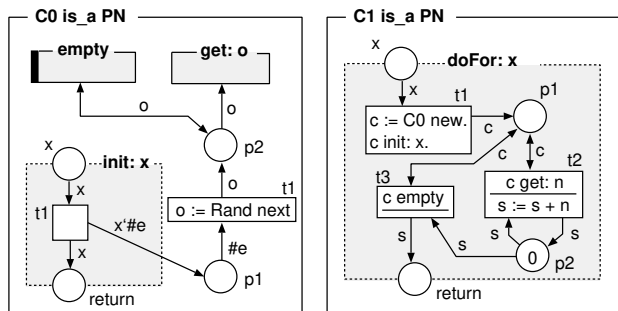 C0 is_a PN
empty
get: o
o
o
p2
x
init: x
o
x
t1
t1
o := Rand next
x‘#e
#e
x
p1
return
C1 is_a PN
x
doFor: x
x
t1
p1
c := C0 new.
c init: x.
c
c
c
t2
t3
c empty
c get: n
s := s + n
s
s
s
s
0
p2
return